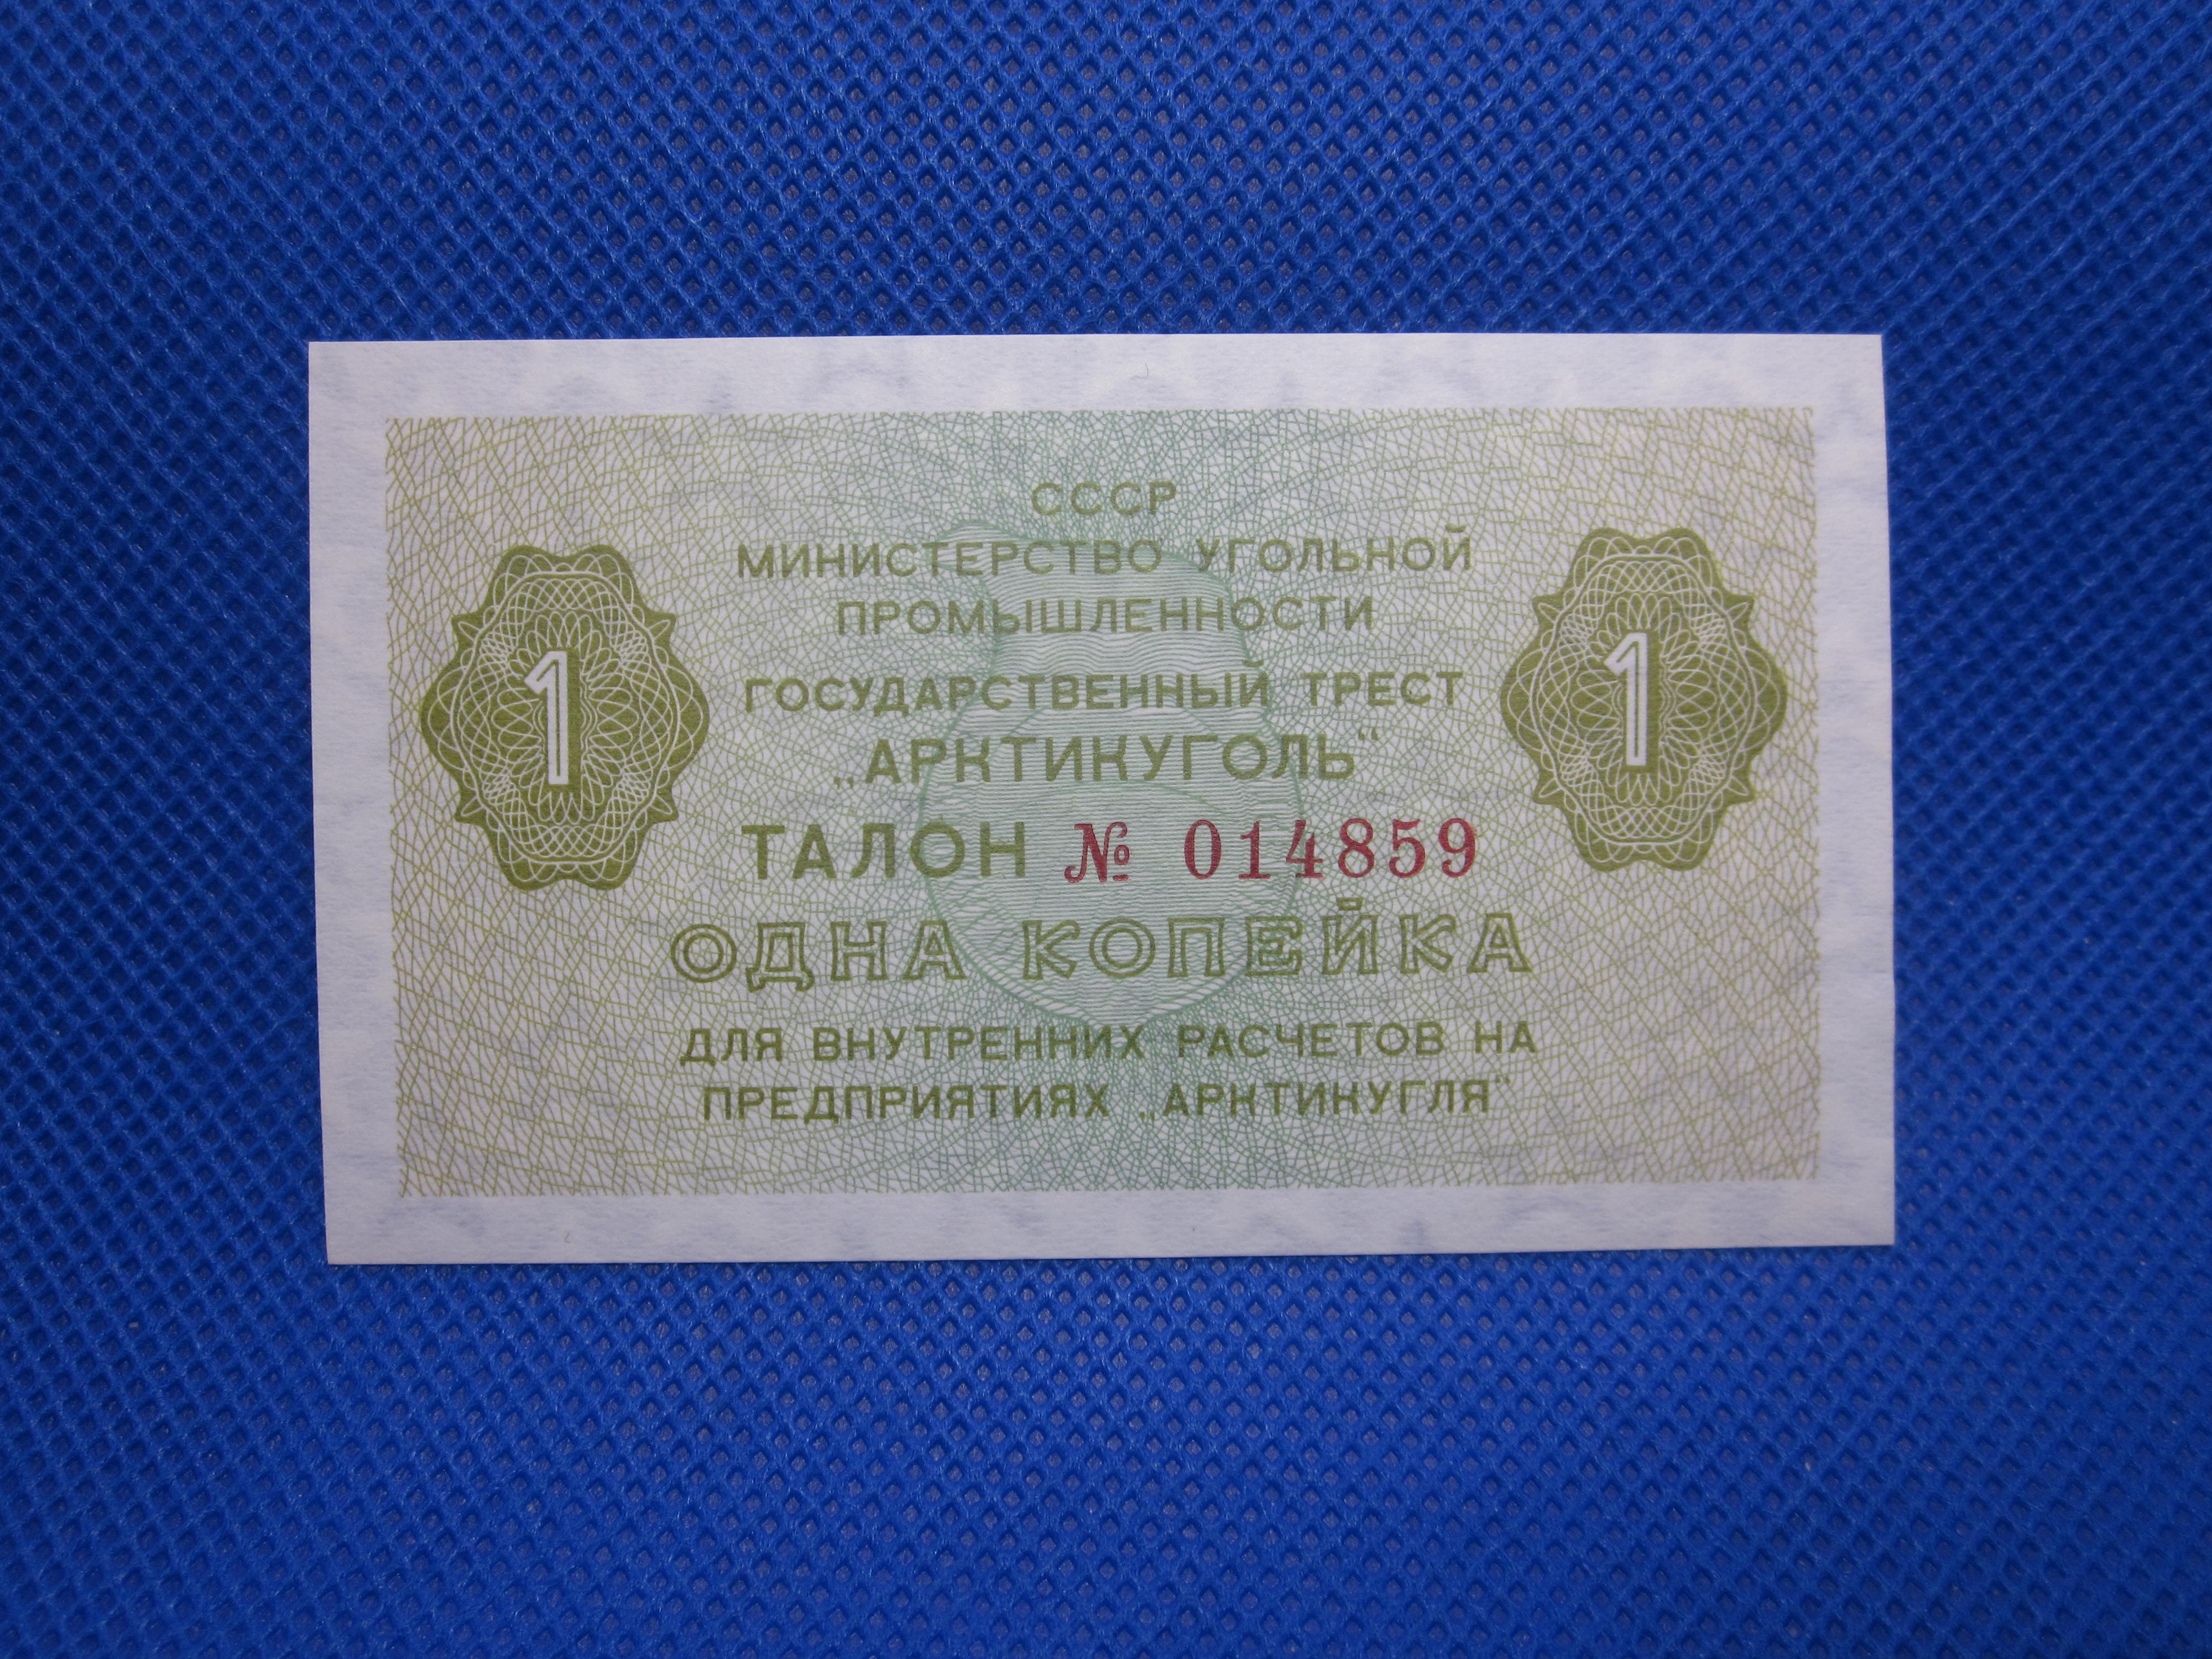 СССР
МИНИСТЕРСТВО УГОЛЬНОЙ
ПРОМЫШЛЕННОСТИ
ГОСУДАРСТВЕННЫЙ ТРЕСТ
„АРКТИКУГОЛЬ“
1
1
ТАЛОН № 014859
ОДНА КОПЕЙКА
ДЛЯ ВНУТРЕННИХ РАСЧЕТОВ НА
ПРЕДПРИЯТИЯХ „АРКТИКУГЛЯ“